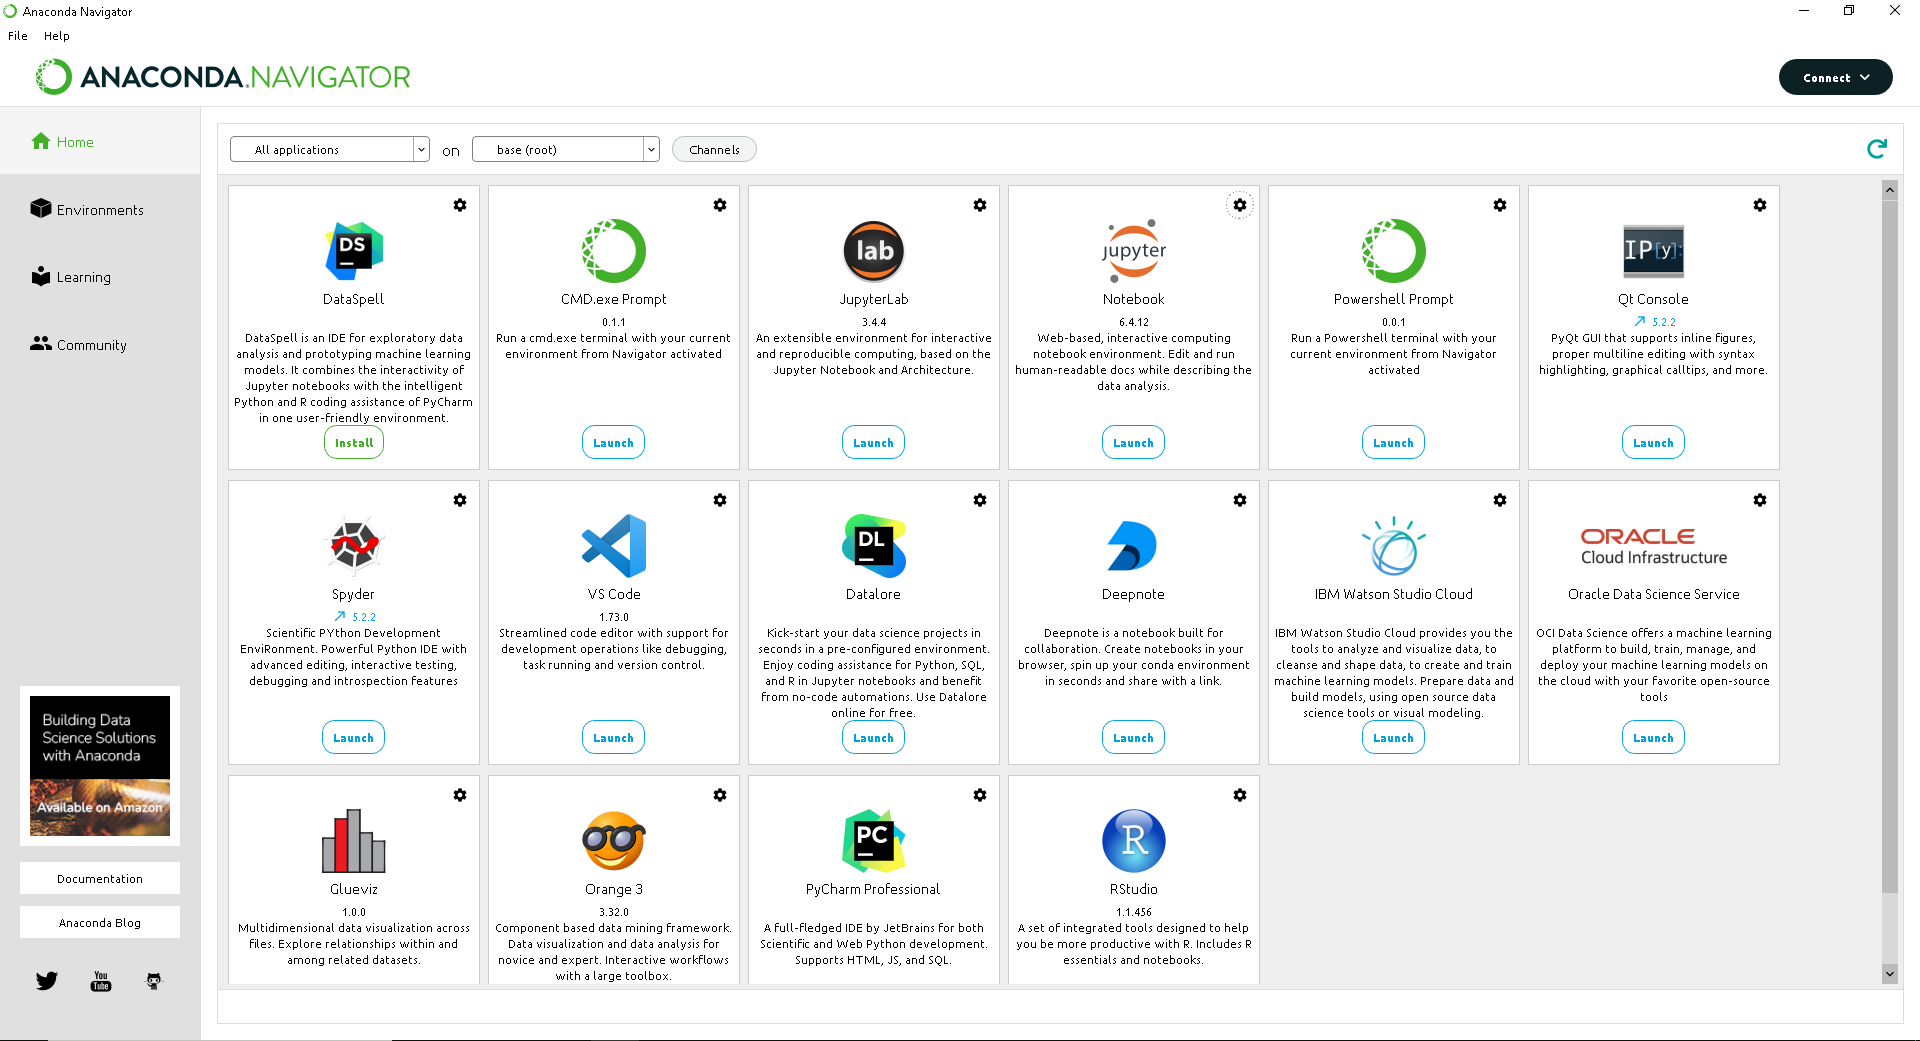 Anaconda Navigator
File Help
ANACONDA.NAVIGATOR
Connect
Home
Environments
Learning
Community
Building Data
Science Solutions
with Anaconda
Available on Amazon
Documentation
Anaconda Blog
You
Tube
All applications on base (root) Channels
DS
DataSpell
DataSpell is an IDE for exploratory data
analysis and prototyping machine learning
models. It combines the interactivity of
Jupyter notebooks with the intelligent
Python and R coding assistance of PyCharm
in one user-friendly environment.
Install
CMD.exe Prompt
0.1.1
Run a cmd.exe terminal with your current
environment from Navigator activated
Launch
lab
JupyterLab
3.4.4
An extensible environment for interactive
and reproducible computing, based on the
Jupyter Notebook and Architecture.
Launch
jupyter
Notebook
6.4.12
Web-based, interactive computing
notebook environment. Edit and run
human-readable docs while describing the
data analysis.
Launch
Powershell Prompt
0.0.1
Run a Powershell terminal with your
current environment from Navigator
activated
Launch
IP[y]:
Qt Console
5.2.2
PyQt GUI that supports inline figures,
proper multiline editing with syntax
highlighting, graphical calltips, and more.
Launch
Spyder
5.2.2
Scientific PYthon Development
EnviRonment. Powerful Python IDE with
advanced editing, interactive testing,
debugging and introspection features
Launch
VS Code
1.73.0
Streamlined code editor with support for
development operations like debugging,
task running and version control.
Launch
DL
Datalore
Kick-start your data science projects in
seconds in a pre-configured environment.
Enjoy coding assistance for Python, SQL,
and R in Jupyter notebooks and benefit
from no-code automations. Use Datalore
online for free.
Launch
Deepnote
Deepnote is a notebook built for
collaboration. Create notebooks in your
browser, spin up your conda environment
in seconds and share with a link.
Launch
IBM Watson Studio Cloud
IBM Watson Studio Cloud provides you the
tools to analyze and visualize data, to
cleanse and shape data, to create and train
machine learning models. Prepare data and
build models, using open source data
science tools or visual modeling.
Launch
ORACLE
Cloud Infrastructure
Oracle Data Science Service
OCI Data Science offers a machine learning
platform to build, train, manage, and
deploy your machine learning models on
the cloud with your favorite open-source
tools
Launch
Glueviz
1.0.0
Multidimensional data visualization across
files. Explore relationships within and
among related datasets.
Orange 3
3.32.0
Component based data mining framework.
Data visualization and data analysis for
novice and expert. Interactive workflows
with a large toolbox.
PC
PyCharm Professional
A full-fledged IDE by JetBrains for both
Scientific and Web Python development.
Supports HTML, JS, and SQL.
R
RStudio
1.1.456
A set of integrated tools designed to help
you be more productive with R. Includes R
essentials and notebooks.